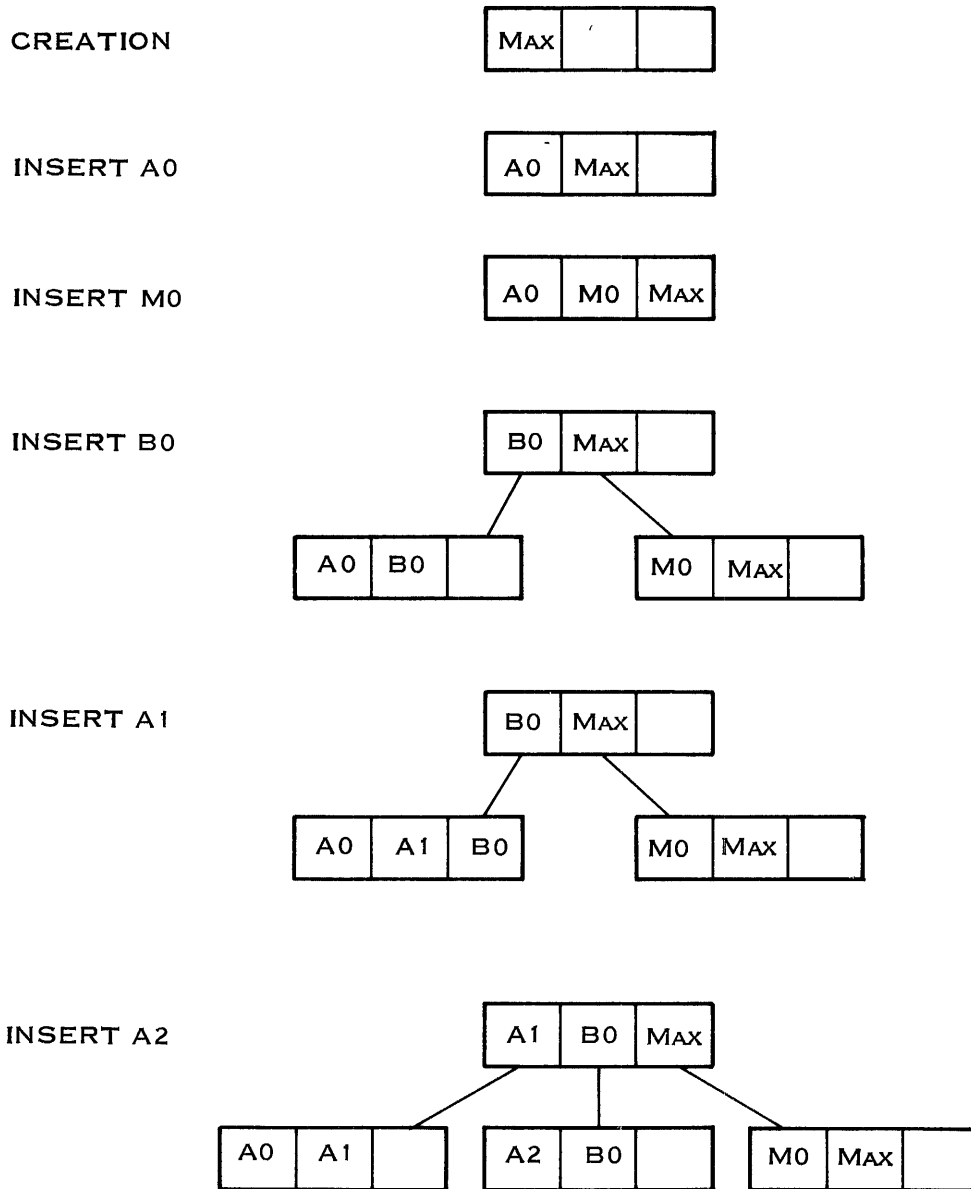 CREATION
MAX
INSERT A0
A0 MAX
INSERT M0
A0 M0 MAX
INSERT B0
B0 MAX
A0 B0
M0 MAX
INSERT A1
B0 MAX
A0 A1 B0
M0 MAX
INSERT A2
A1 B0 MAX
A0 A1
A2 B0
M0 MAX